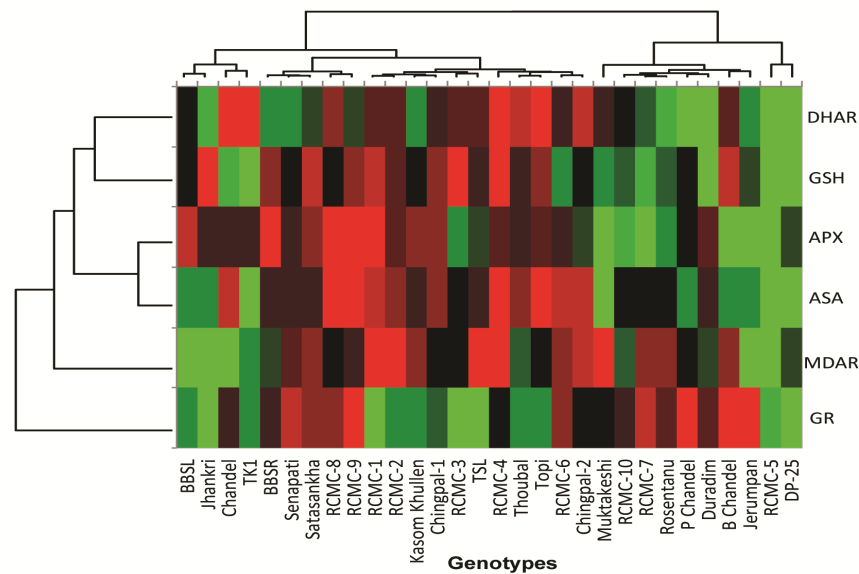 DHAR
GSH
APX
ASA
MDAR
GR
BBSL
Jhankri
Chandel
TK1
BBSR
Senapati
Satasankha
RCMC-8
RCMC-9
RCMC-1
RCMC-2
Kasom Khullen
Chingpal-1
RCMC-3
TSL
RCMC-4
Thoubal
Topi
RCMC-6
Chingpal-2
Muktakeshi
RCMC-10
RCMC-7
Rosentanu
P Chandel
Duradim
B Chandel
Jerumpan
RCMC-5
DP-25
Genotypes